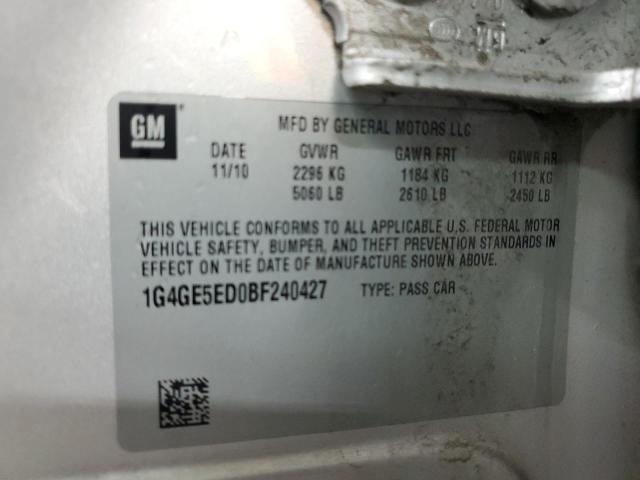 GM
MFD BY GENERAL MOTORS LLC
DATE GVWR GAWR FRT GAWR RR
11/10 2296 KG 1184 KG 1112 KG
5060 LB 2610 LB 2450 LB
THIS VEHICLE CONFORMS TO ALL APPLICABLE U.S. FEDERAL MOTOR
VEHICLE SAFETY, BUMPER, AND THEFT PREVENTION STANDARDS IN
EFFECT ON THE DATE OF MANUFACTURE SHOWN ABOVE.
1G4GE5ED0BF240427 TYPE: PASS CAR